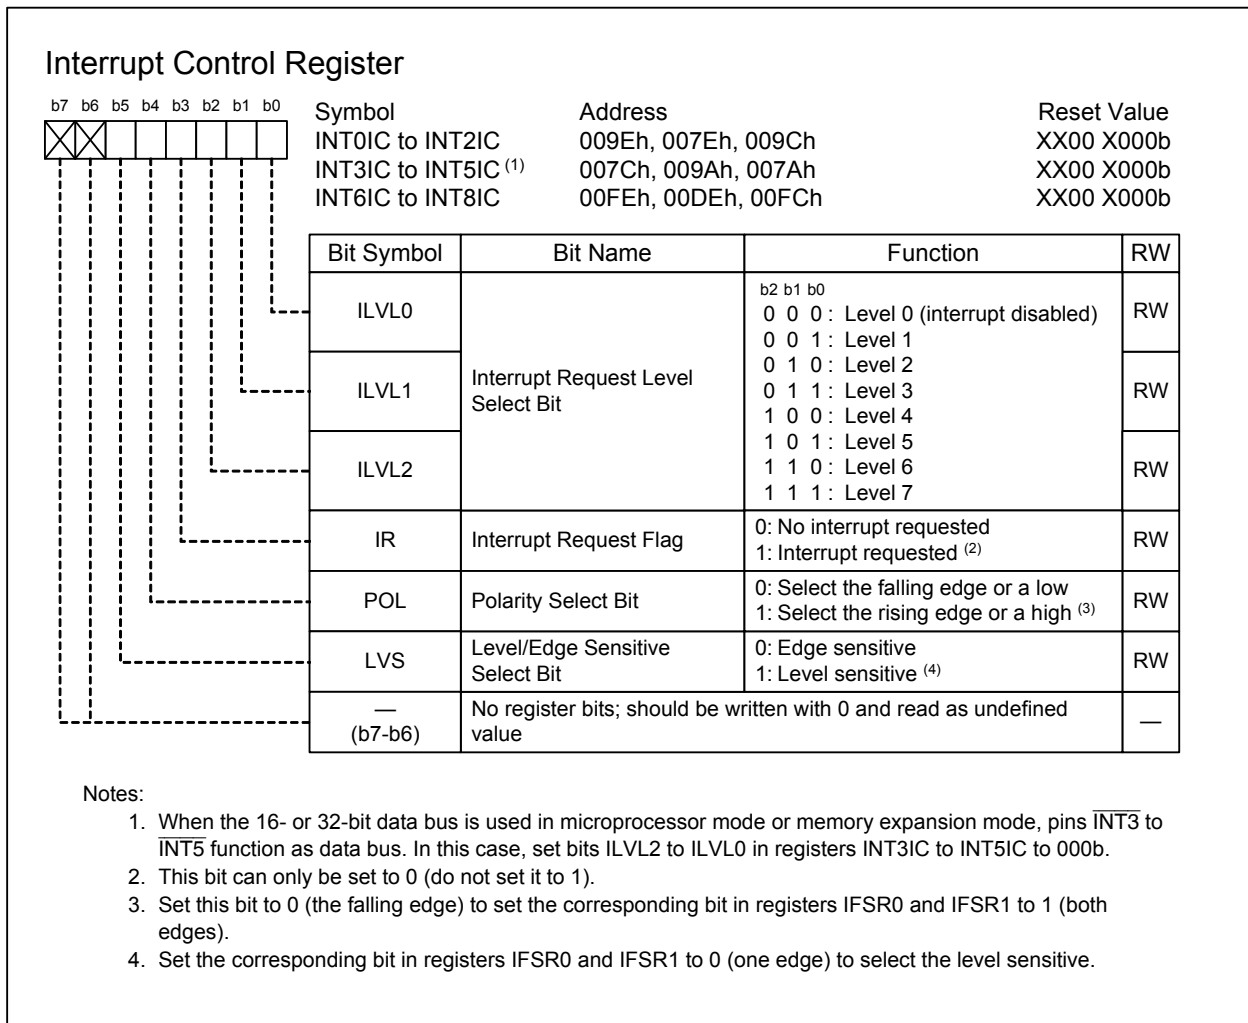 Interrupt Control Register
b7 b6 b5 b4 b3 b2 b1 b0
Symbol Address Reset Value
INT0IC to INT2IC 009Eh, 007Eh, 009Ch XX00 X000b
INT3IC to INT5IC (1) 007Ch, 009Ah, 007Ah XX00 X000b
INT6IC to INT8IC 00FEh, 00DEh, 00FCh XX00 X000b
Bit Symbol Bit Name Function RW
ILVL0
ILVL1
ILVL2
Interrupt Request Level
Select Bit
b2 b1 b0
0 0 0 : Level 0 (interrupt disabled)
0 0 1 : Level 1
0 1 0 : Level 2
0 1 1 : Level 3
1 0 0 : Level 4
1 0 1 : Level 5
1 1 0 : Level 6
1 1 1 : Level 7
RW
RW
RW
IR Interrupt Request Flag
0: No interrupt requested
1: Interrupt requested (2)
RW
POL Polarity Select Bit
0: Select the falling edge or a low
1: Select the rising edge or a high (3)
RW
LVS
Level/Edge Sensitive
Select Bit
0: Edge sensitive
1: Level sensitive (4)
RW
—
(b7-b6)
No register bits; should be written with 0 and read as undefined
value
—
Notes:
1. When the 16- or 32-bit data bus is used in microprocessor mode or memory expansion mode, pins I̅N̅T̅3̅ to
I̅N̅T̅5̅ function as data bus. In this case, set bits ILVL2 to ILVL0 in registers INT3IC to INT5IC to 000b.
2. This bit can only be set to 0 (do not set it to 1).
3. Set this bit to 0 (the falling edge) to set the corresponding bit in registers IFSR0 and IFSR1 to 1 (both
edges).
4. Set the corresponding bit in registers IFSR0 and IFSR1 to 0 (one edge) to select the level sensitive.